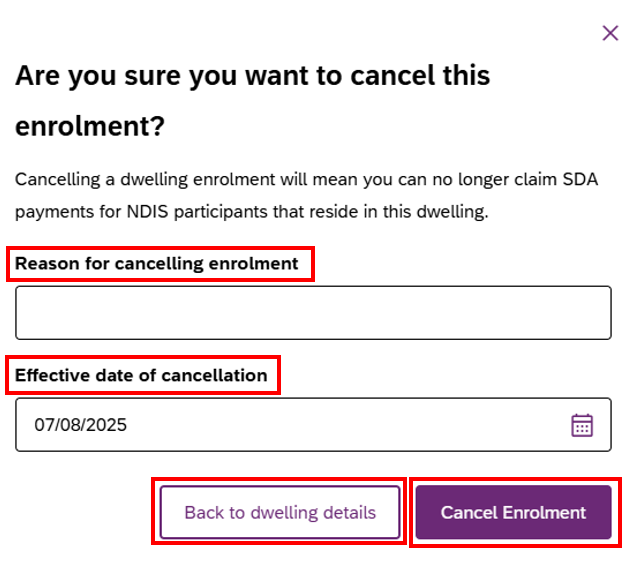 Are you sure you want to cancel this
enrolment?
Cancelling a dwelling enrolment will mean you can no longer claim SDA
payments for NDIS participants that reside in this dwelling.
Reason for cancelling enrolment
Effective date of cancellation
07/08/2025
Back to dwelling details
Cancel Enrolment